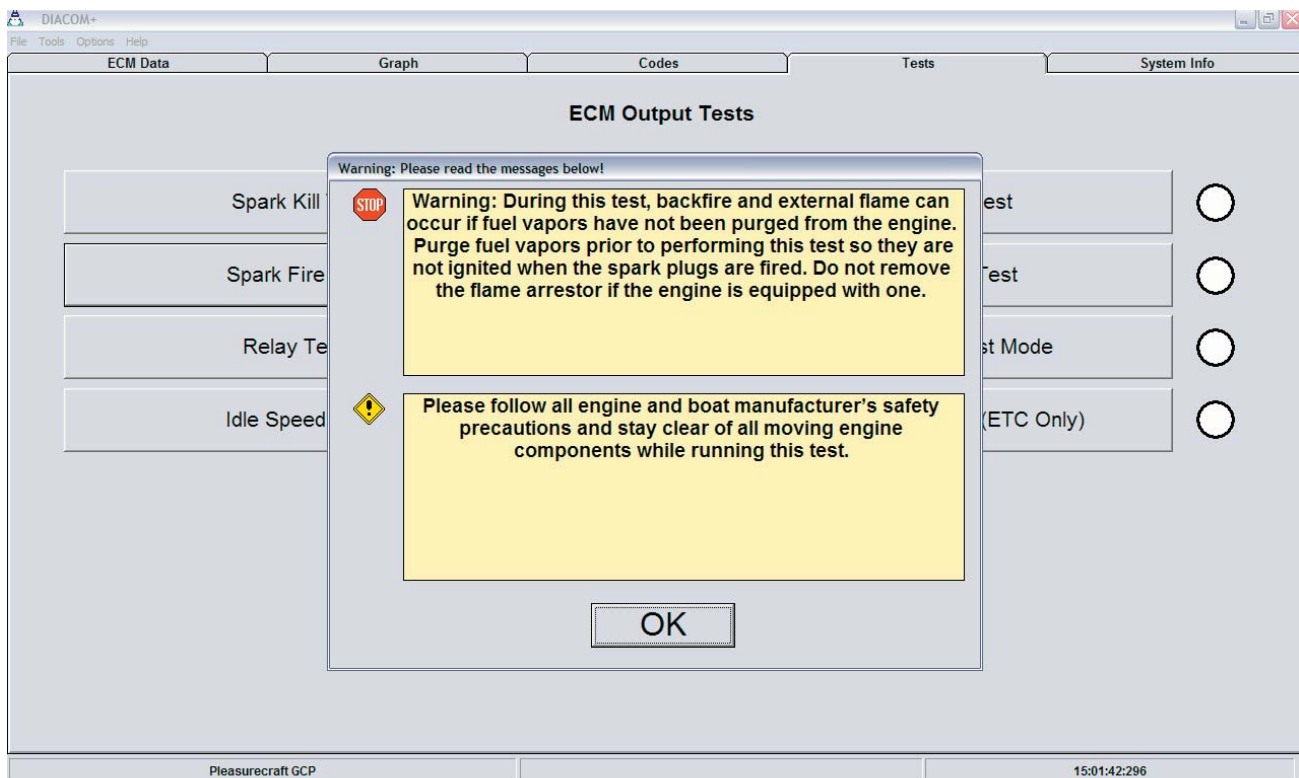 DIACOM+
File Tools Options Help
ECM Data Graph Codes Tests System Info
ECM Output Tests
Warning: Please read the messages below!
Spark Kill
est
STOP
Warning: During this test, backfire and external flame can
occur if fuel vapors have not been purged from the engine.
Purge fuel vapors prior to performing this test so they are
not ignited when the spark plugs are fired. Do not remove
the flame arrestor if the engine is equipped with one.
Spark Fire
Test
Relay Te
st Mode
Idle Speed
(ETC Only)
Please follow all engine and boat manufacturer's safety
precautions and stay clear of all moving engine
components while running this test.
OK
Pleasurecraft GCP 15:01:42:296